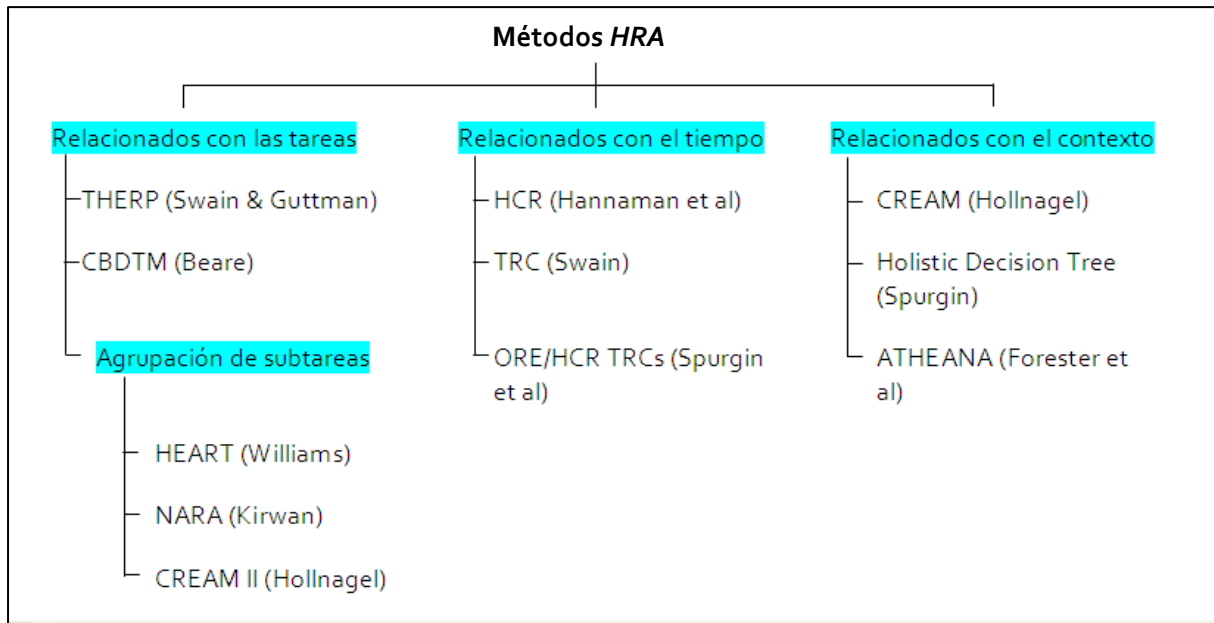 Métodos HRA
Relacionados con las tareas
THERP (Swain & Guttman)
CBDTM (Beare)
Agrupación de subtareas
HEART (Williams)
NARA (Kirwan)
CREAM II (Hollnagel)
Relacionados con el tiempo
HCR (Hannaman et al)
TRC (Swain)
ORE/HCR TRCs (Spurgin
et al)
Relacionados con el contexto
CREAM (Hollnagel)
Holistic Decision Tree
(Spurgin)
ATHEANA (Forester et
al)